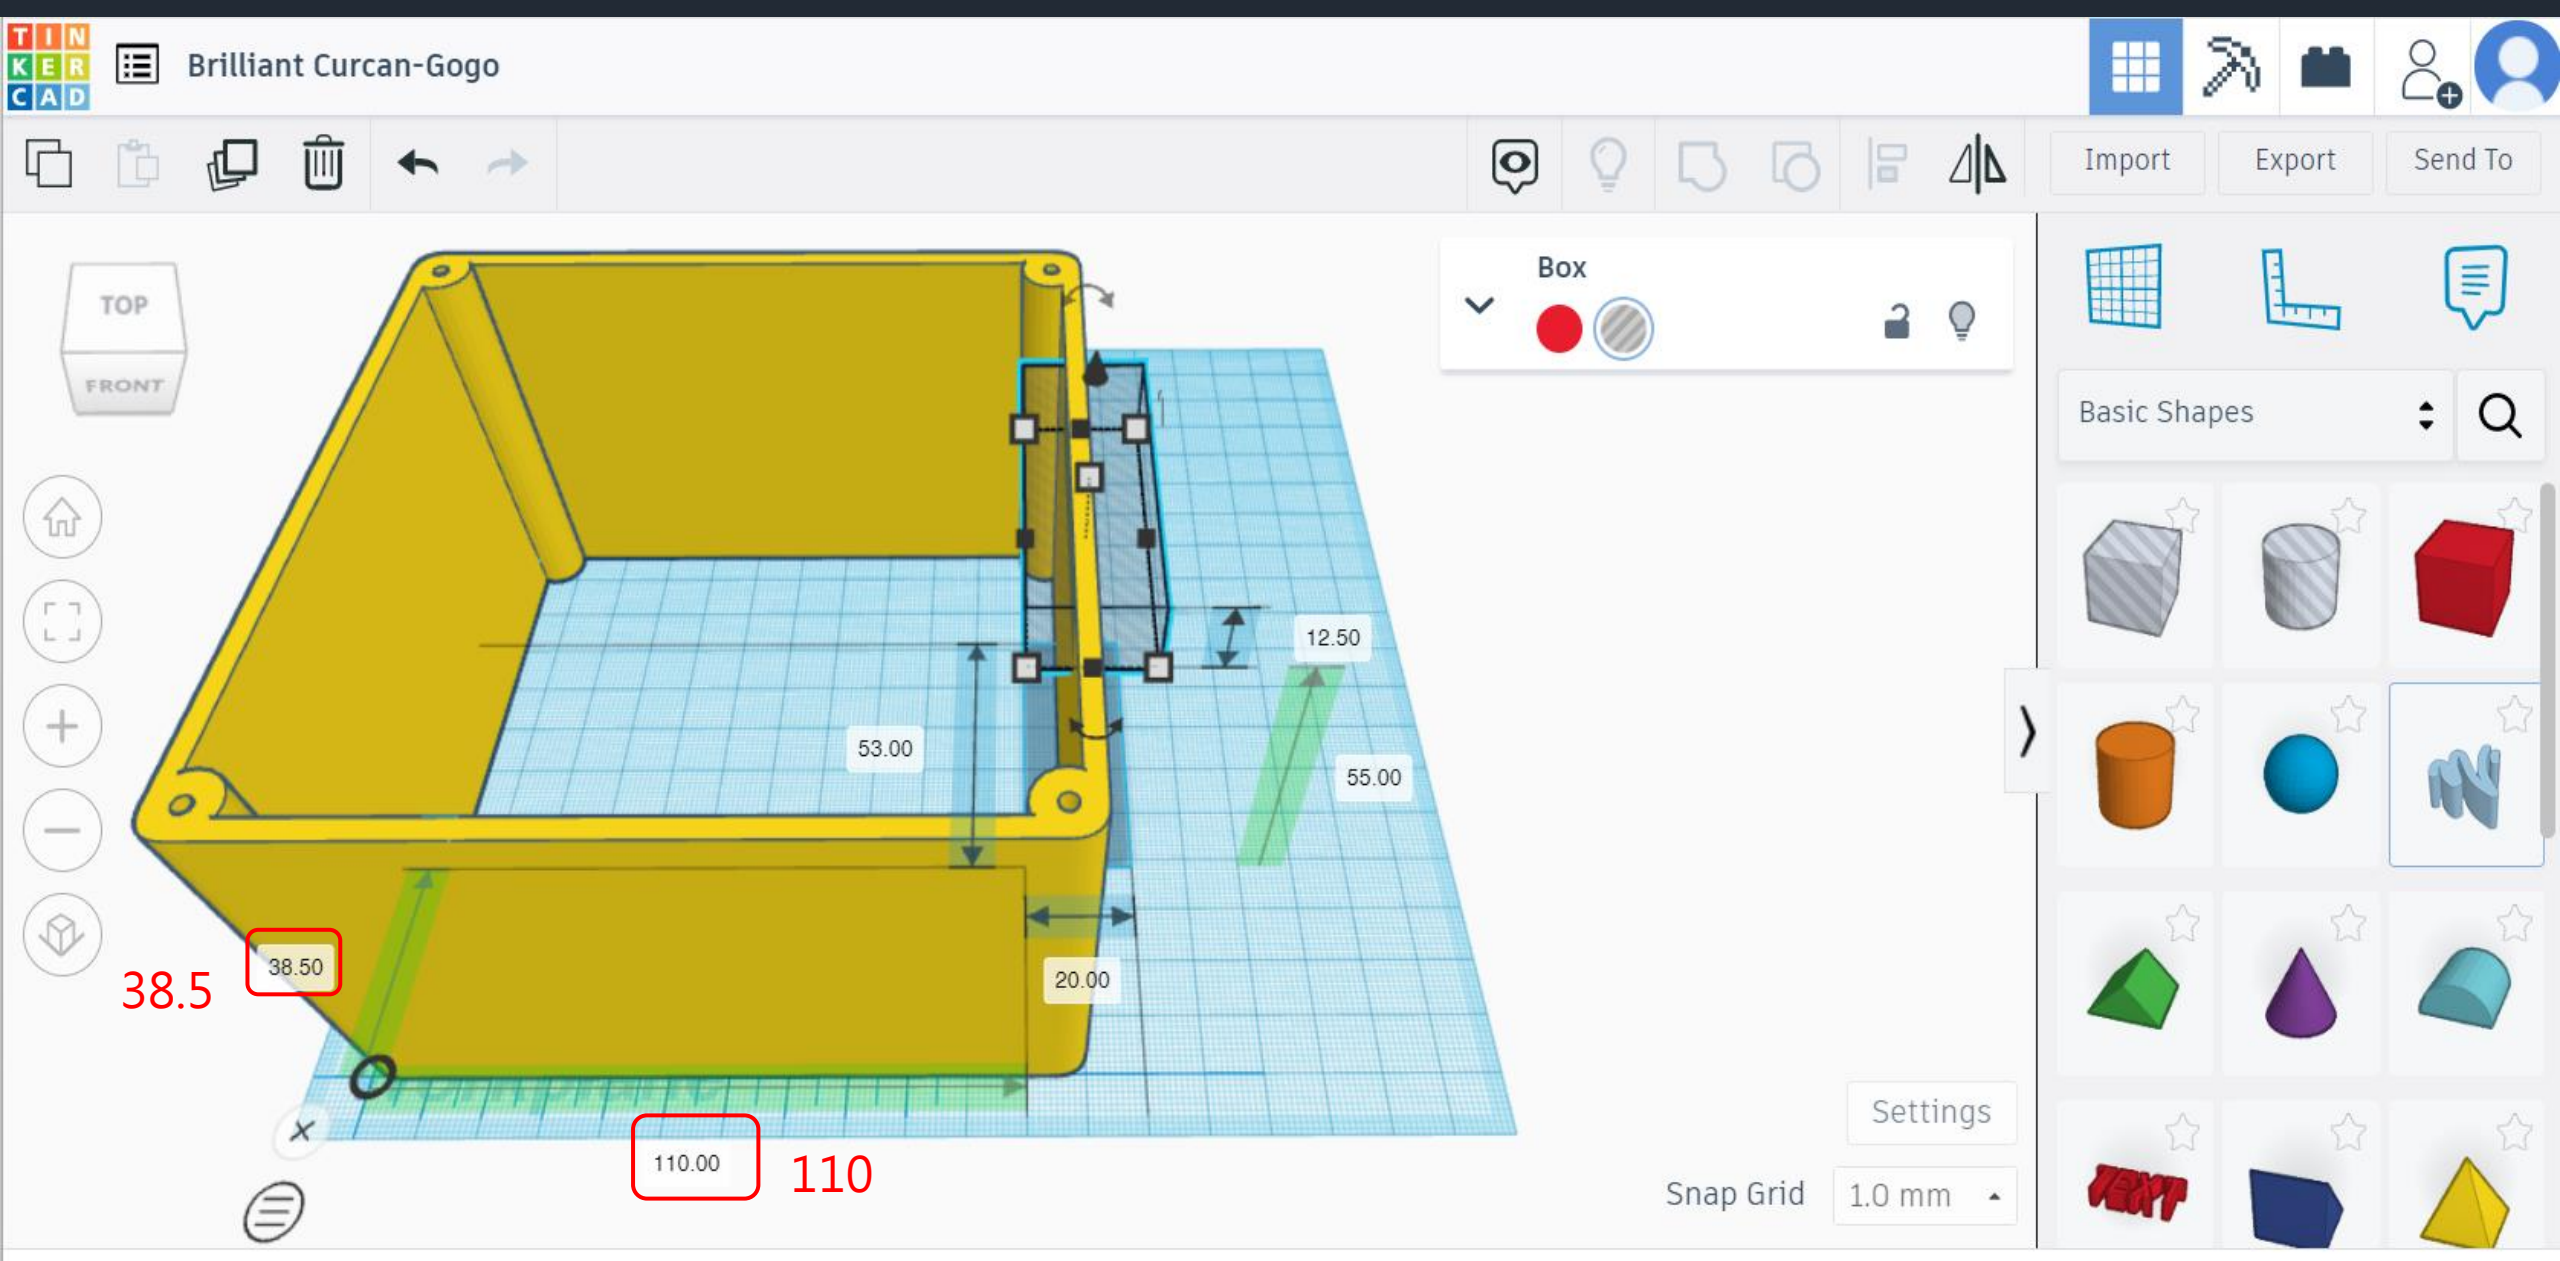 TIN
KER
CAD
Brilliant Curcan-Gogo
Import
Export
Send To
TOP
FRONT
Box
Basic Shapes
12.50
53.00
55.00
38.50
38.5
20.00
110.00
110
Settings
Snap Grid
1.0 mm
TEXT